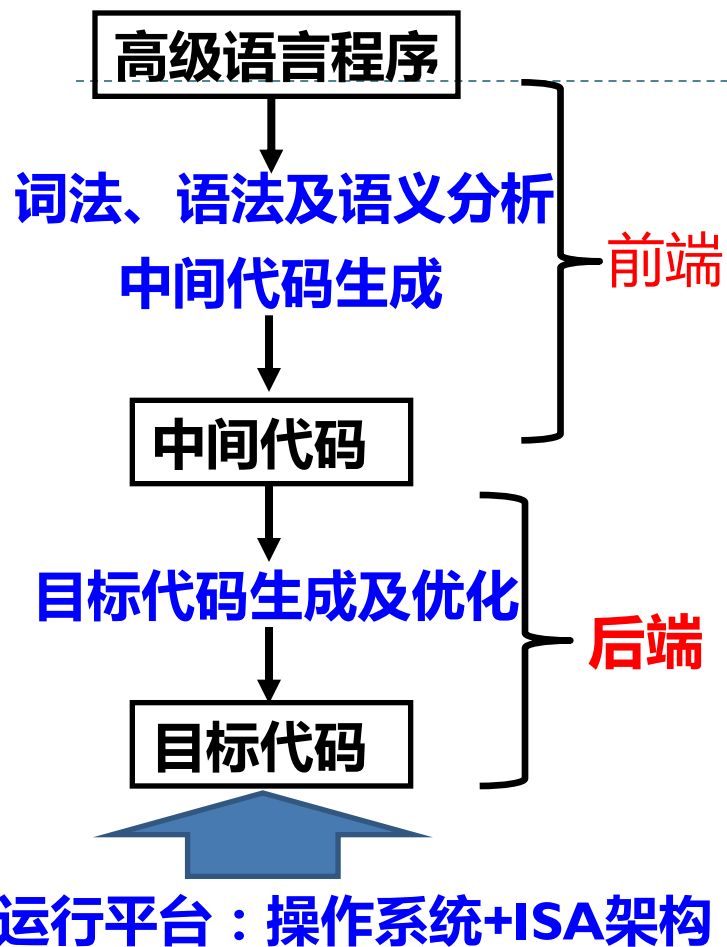 高级语言程序
词法、语法及语义分析
前端
中间代码生成
中间代码
目标代码生成及优化
后端
目标代码
运行平台：操作系统+ISA架构